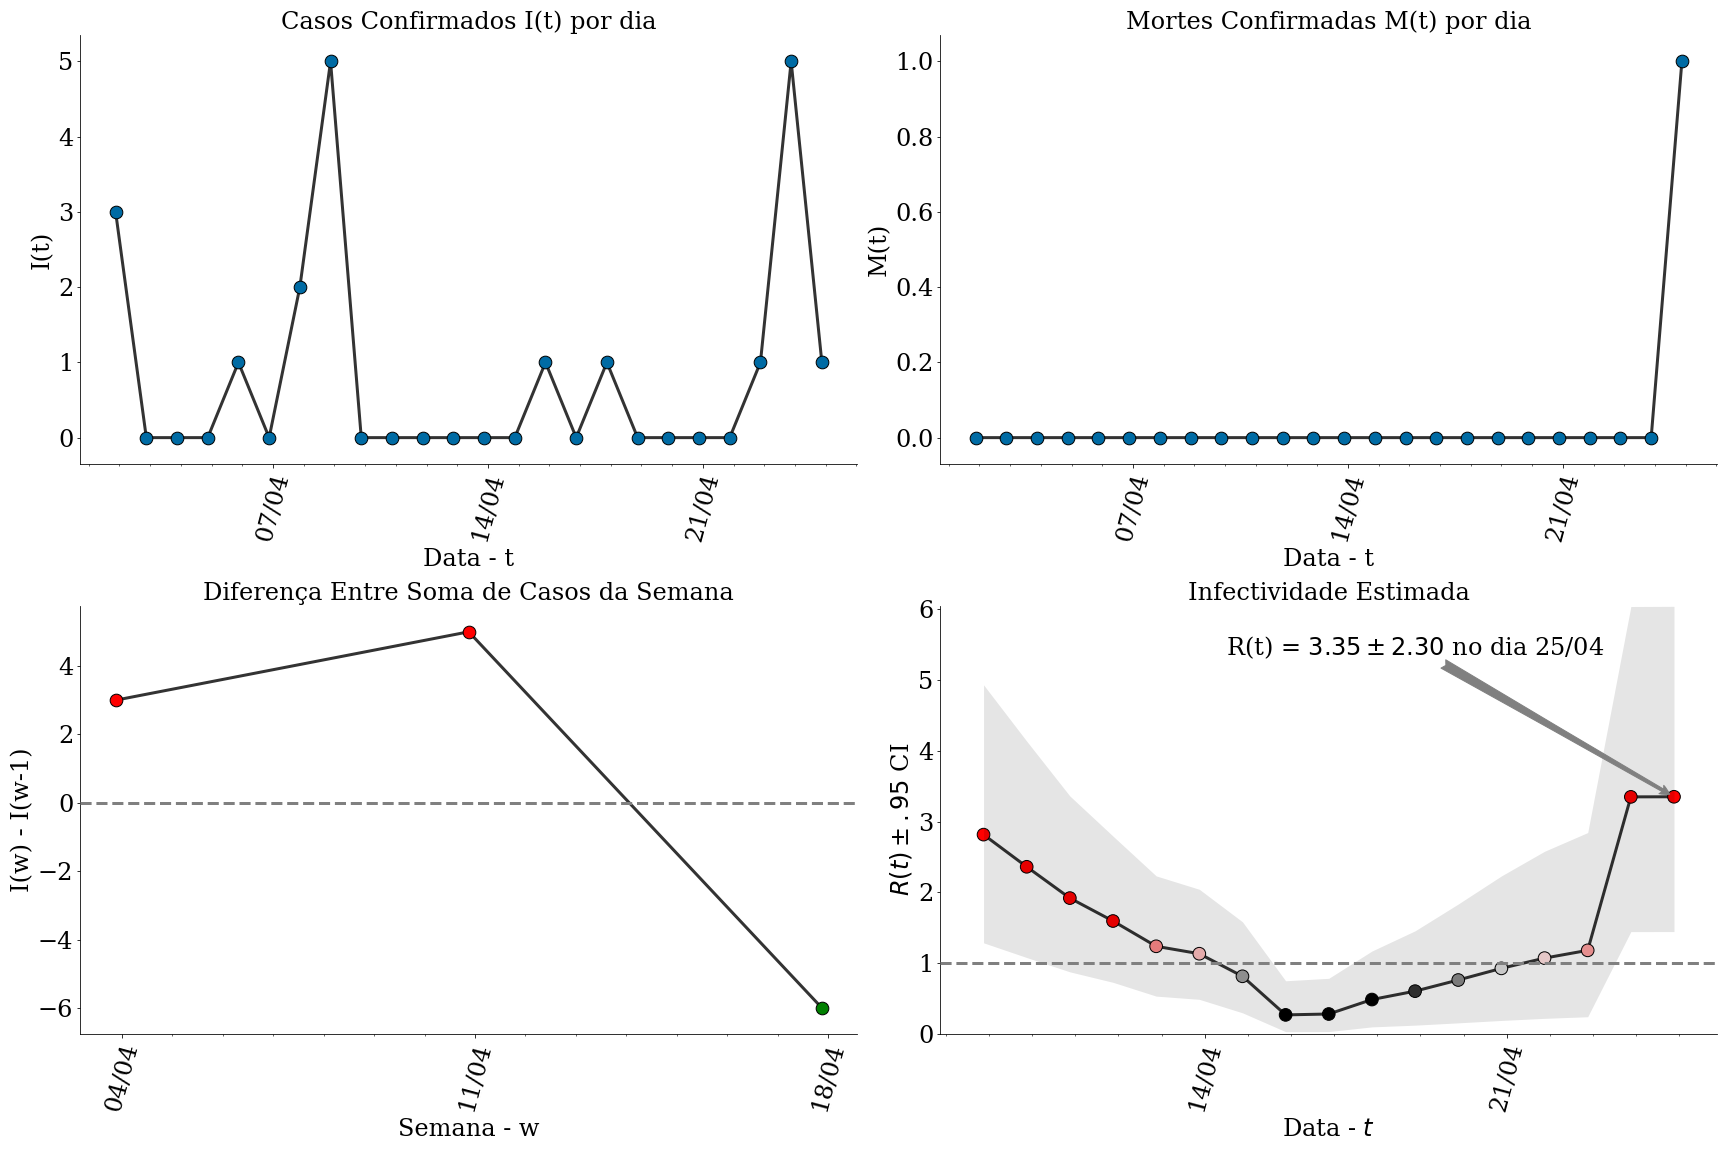 Casos Confirmados I(t) por dia
I(t)
5
4
3
2
1
0
07/04
14/04
21/04
Data - t
Mortes Confirmadas M(t) por dia
M(t)
1.0
0.8
0.6
0.4
0.2
0.0
07/04
14/04
21/04
Data - t
Diferença Entre Soma de Casos da Semana
I(w) - I(w-1)
4
2
0
−2
−4
−6
04/04
11/04
18/04
Semana - w
Infectividade Estimada
R(t) = 3.35 ± 2.30 no dia 25/04
R(t) ± .95 CI
6
5
4
3
2
1
0
14/04
21/04
Data - t